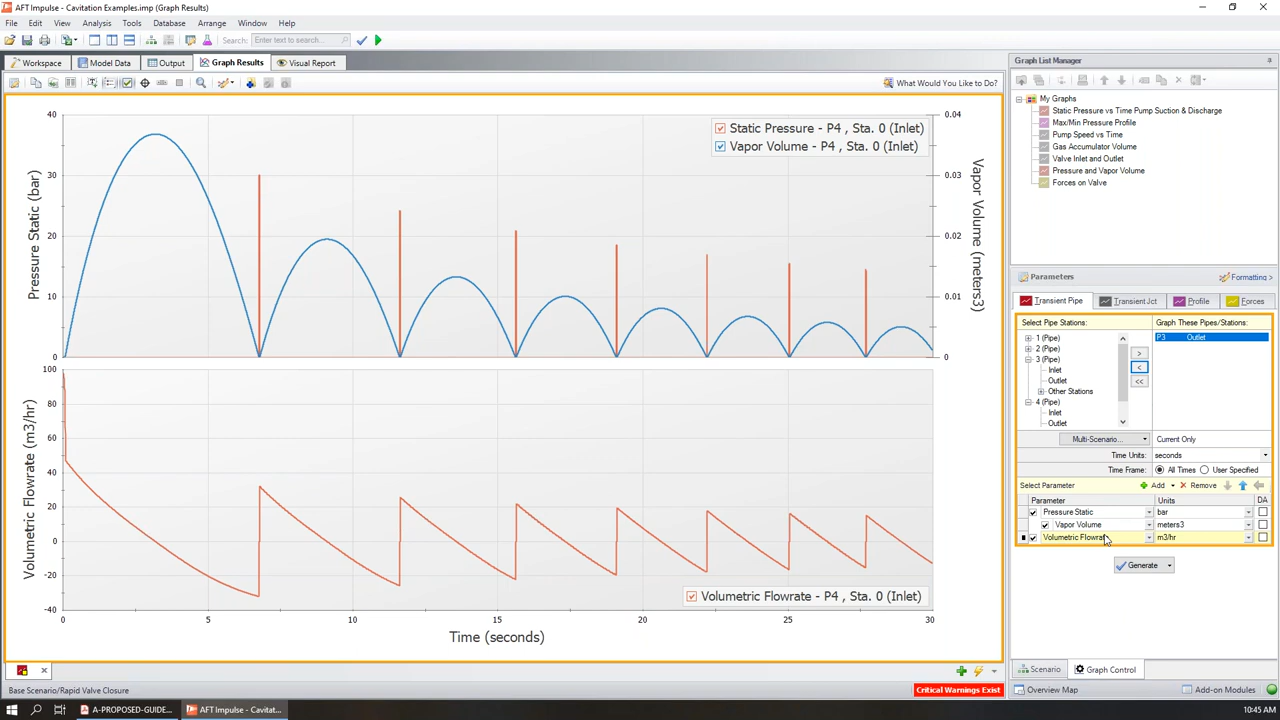 AFT Impulse - Cavitation Examples.imp (Graph Results)
File Edit View Analysis Tools Database Arrange Window Help
Search: Enter text to search...
Workspace Model Data Output Graph Results Visual Report
What Would You Like to Do?
40
30
20
10
0
Pressure Static (bar)
Static Pressure - P4 , Sta. 0 (Inlet)
Vapor Volume - P4 , Sta. 0 (Inlet)
0.04
0.03
0.02
0.01
0
Vapor Volume (meters3)
100
80
60
40
20
0
-20
-40
Volumetric Flowrate (m3/hr)
Volumetric Flowrate - P4 , Sta. 0 (Inlet)
0 5 10 15 20 25 30
Time (seconds)
Base Scenario/Rapid Valve Closure
Critical Warnings Exist
Graph List Manager
My Graphs
Static Pressure vs Time Pump Suction & Discharge
Max/Min Pressure Profile
Pump Speed vs Time
Gas Accumulator Volume
Valve Inlet and Outlet
Pressure and Vapor Volume
Forces on Valve
Parameters Formatting >
Transient Pipe Transient Jct Profile Forces
Select Pipe Stations: Graph These Pipes/Stations:
1 (Pipe)
2 (Pipe)
3 (Pipe)
Inlet
Outlet
Other Stations
4 (Pipe)
Inlet
Outlet
>
<
<<
P3 Outlet
Multi-Scenario... Current Only
Time Units: seconds
Time Frame: All Times User Specified
Select Parameter Add Remove
Parameter Units DA
Pressure Static bar
Vapor Volume meters3
Volumetric Flowrate m3/hr
Generate
Scenario Graph Control
Overview Map Add-on Modules
A-PROPOSED-GUIDE... AFT Impulse - Cavitat... 10:45 AM